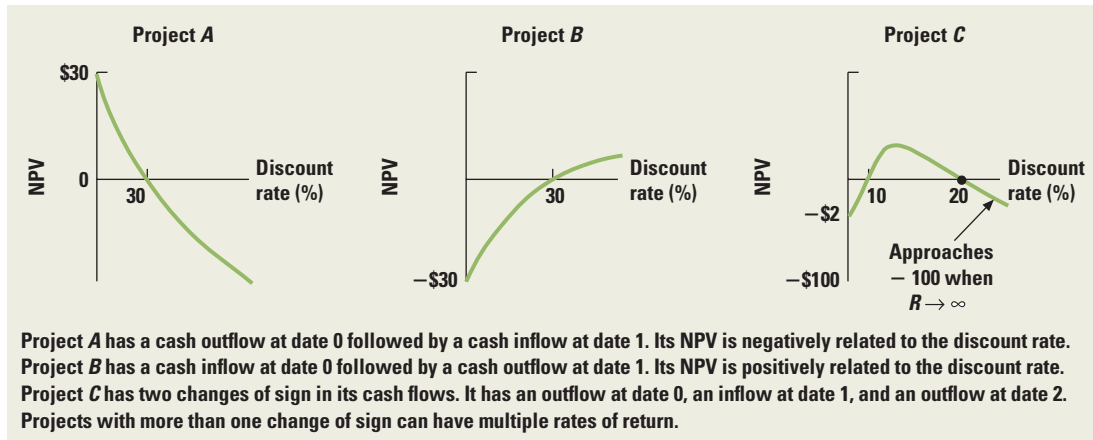 Project A
$30
0
NPV
30
Discount
rate (%)
Project B
NPV
30
Discount
rate (%)
−$30
Project C
NPV
10
20
Discount
rate (%)
−$2
−$100
Approaches
− 100 when
R → ∞
Project A has a cash outflow at date 0 followed by a cash inflow at date 1. Its NPV is negatively related to the discount rate.
Project B has a cash inflow at date 0 followed by a cash outflow at date 1. Its NPV is positively related to the discount rate.
Project C has two changes of sign in its cash flows. It has an outflow at date 0, an inflow at date 1, and an outflow at date 2.
Projects with more than one change of sign can have multiple rates of return.